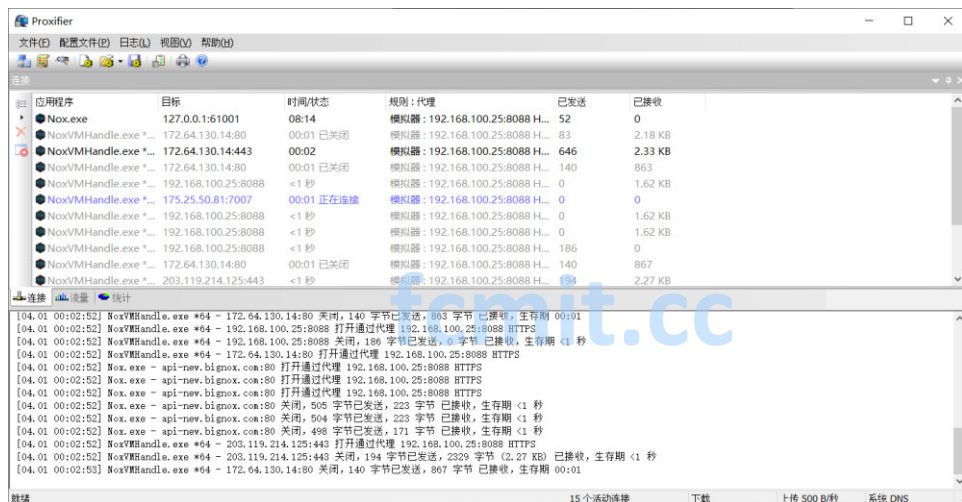 Proxifier
文件(F) 配置文件(P) 日志(L) 视图(V) 帮助(H)
连接
应用程序 目标 时间/状态 规则 : 代理 已发送 已接收
Nox.exe 127.0.0.1:61001 08:14 模拟器 : 192.168.100.25:8088 H... 52 0
NoxVMHandle.exe *... 172.64.130.14:80 00:01 已关闭 模拟器 : 192.168.100.25:8088 H... 83 2.18 KB
NoxVMHandle.exe *... 172.64.130.14:443 00:02 模拟器 : 192.168.100.25:8088 H... 646 2.33 KB
NoxVMHandle.exe *... 172.64.130.14:80 00:01 已关闭 模拟器 : 192.168.100.25:8088 H... 140 863
NoxVMHandle.exe *... 192.168.100.25:8088 <1 秒 模拟器 : 192.168.100.25:8088 H... 0 1.62 KB
NoxVMHandle.exe *... 175.25.50.81:7007 00:01 正在连接 模拟器 : 192.168.100.25:8088 H... 0 0
NoxVMHandle.exe *... 192.168.100.25:8088 <1 秒 模拟器 : 192.168.100.25:8088 H... 0 1.62 KB
NoxVMHandle.exe *... 192.168.100.25:8088 <1 秒 模拟器 : 192.168.100.25:8088 H... 0 1.62 KB
NoxVMHandle.exe *... 192.168.100.25:8088 <1 秒 模拟器 : 192.168.100.25:8088 H... 186 0
NoxVMHandle.exe *... 172.64.130.14:80 00:01 已关闭 模拟器 : 192.168.100.25:8088 H... 140 867
NoxVMHandle.exe *... 203.119.214.125:443 <1 秒 模拟器 : 192.168.100.25:8088 H... 194 2.27 KB
连接 流量 统计
fcmit.cc
[04.01 00:02:52] NoxVMHandle.exe *64 - 172.64.130.14:80 关闭，140 字节已发送，863 字节 已接收，生存期 00:01
[04.01 00:02:52] NoxVMHandle.exe *64 - 192.168.100.25:8088 打开通过代理 192.168.100.25:8088 HTTPS
[04.01 00:02:52] NoxVMHandle.exe *64 - 192.168.100.25:8088 关闭，186 字节已发送，0 字节 已接收，生存期 <1 秒
[04.01 00:02:52] NoxVMHandle.exe *64 - 172.64.130.14:80 打开通过代理 192.168.100.25:8088 HTTPS
[04.01 00:02:52] Nox.exe - api-new.bignox.com:80 打开通过代理 192.168.100.25:8088 HTTPS
[04.01 00:02:52] Nox.exe - api-new.bignox.com:80 打开通过代理 192.168.100.25:8088 HTTPS
[04.01 00:02:52] Nox.exe - api-new.bignox.com:80 打开通过代理 192.168.100.25:8088 HTTPS
[04.01 00:02:52] Nox.exe - api-new.bignox.com:80 关闭，505 字节已发送，223 字节 已接收，生存期 <1 秒
[04.01 00:02:52] Nox.exe - api-new.bignox.com:80 关闭，504 字节已发送，223 字节 已接收，生存期 <1 秒
[04.01 00:02:52] Nox.exe - api-new.bignox.com:80 关闭，498 字节已发送，171 字节 已接收，生存期 <1 秒
[04.01 00:02:52] NoxVMHandle.exe *64 - 203.119.214.125:443 打开通过代理 192.168.100.25:8088 HTTPS
[04.01 00:02:52] NoxVMHandle.exe *64 - 203.119.214.125:443 关闭，194 字节已发送，2329 字节 (2.27 KB) 已接收，生存期 <1 秒
[04.01 00:02:53] NoxVMHandle.exe *64 - 172.64.130.14:80 关闭，140 字节已发送，867 字节 已接收，生存期 00:01
就绪 15 个活动连接 下载 上传 500 B/秒 系统 DNS